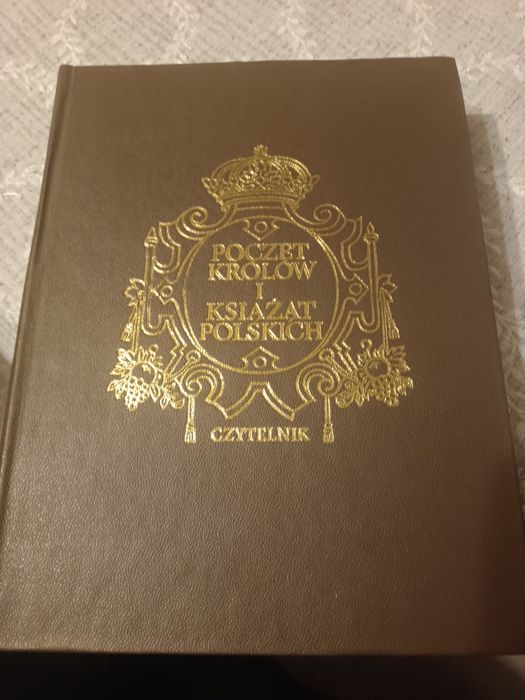 POCZET
KRÓLÓW
I
KSIĄŻĄT
POLSKICH
CZYTELNIK